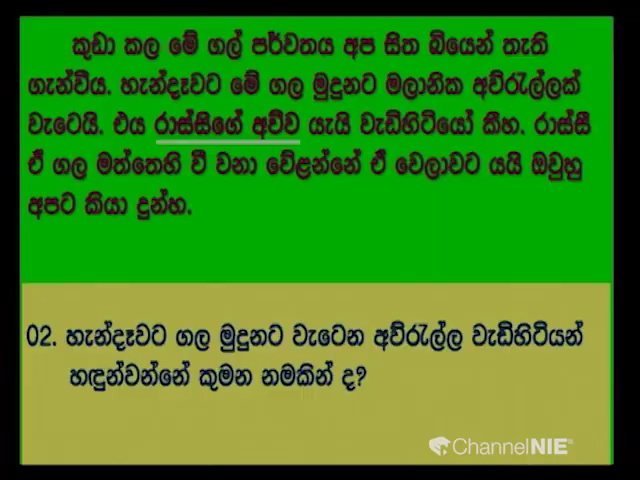 කුඩා කල මේ ගල් පර්වතය අප සිත බියෙන් තැති
ගැන්වීය. හැන්දෑවට මේ ගල මුදුනට මලානික අව්රැල්ලක්
වැටෙයි. එය රාස්සිගේ අව්ව යැයි වැඩිහිටියෝ කීහ. රාස්සී
ඒ ගල මත්තෙහි වී වනා වේළන්නේ ඒ වෙලාවට යයි ඔවුහු
අපට කියා දුන්හ.
02. හැන්දෑවට ගල මුදුනට වැටෙන අව්රැල්ල වැඩිහිටියන්
හඳුන්වන්නේ කුමන නමකින් ද?
ChannelNIE